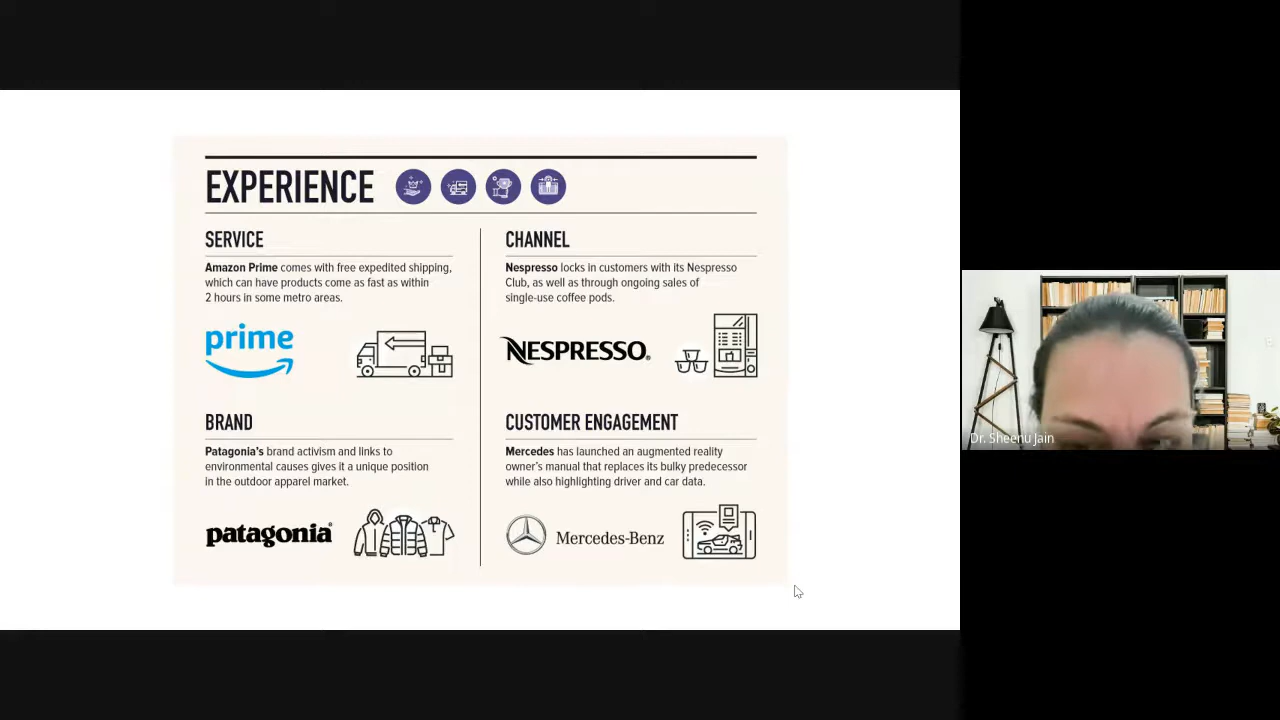 EXPERIENCE
SERVICE
Amazon Prime comes with free expedited shipping,
which can have products come as fast as within
2 hours in some metro areas.
prime
CHANNEL
Nespresso locks in customers with its Nespresso
Club, as well as through ongoing sales of
single-use coffee pods.
NESPRESSO.
BRAND
Patagonia's brand activism and links to
environmental causes gives it a unique position
in the outdoor apparel market.
patagonia®
CUSTOMER ENGAGEMENT
Mercedes has launched an augmented reality
owner's manual that replaces its bulky predecessor
while also highlighting driver and car data.
Mercedes-Benz
Dr. Sheenu Jain